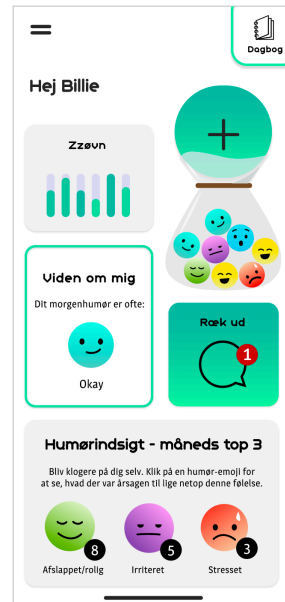 Dagbog
Hej Billie
Zzøvn
Viden om mig
Dit morgenhumør er ofte:
Okay
Ræk ud
1
Humørindsigt - måneds top 3
Bliv klogere på dig selv. Klik på en humør-emoji for
at se, hvad der var årsagen til lige netop denne følelse.
8
5
3
Afslappet/rolig
Irriteret
Stresset